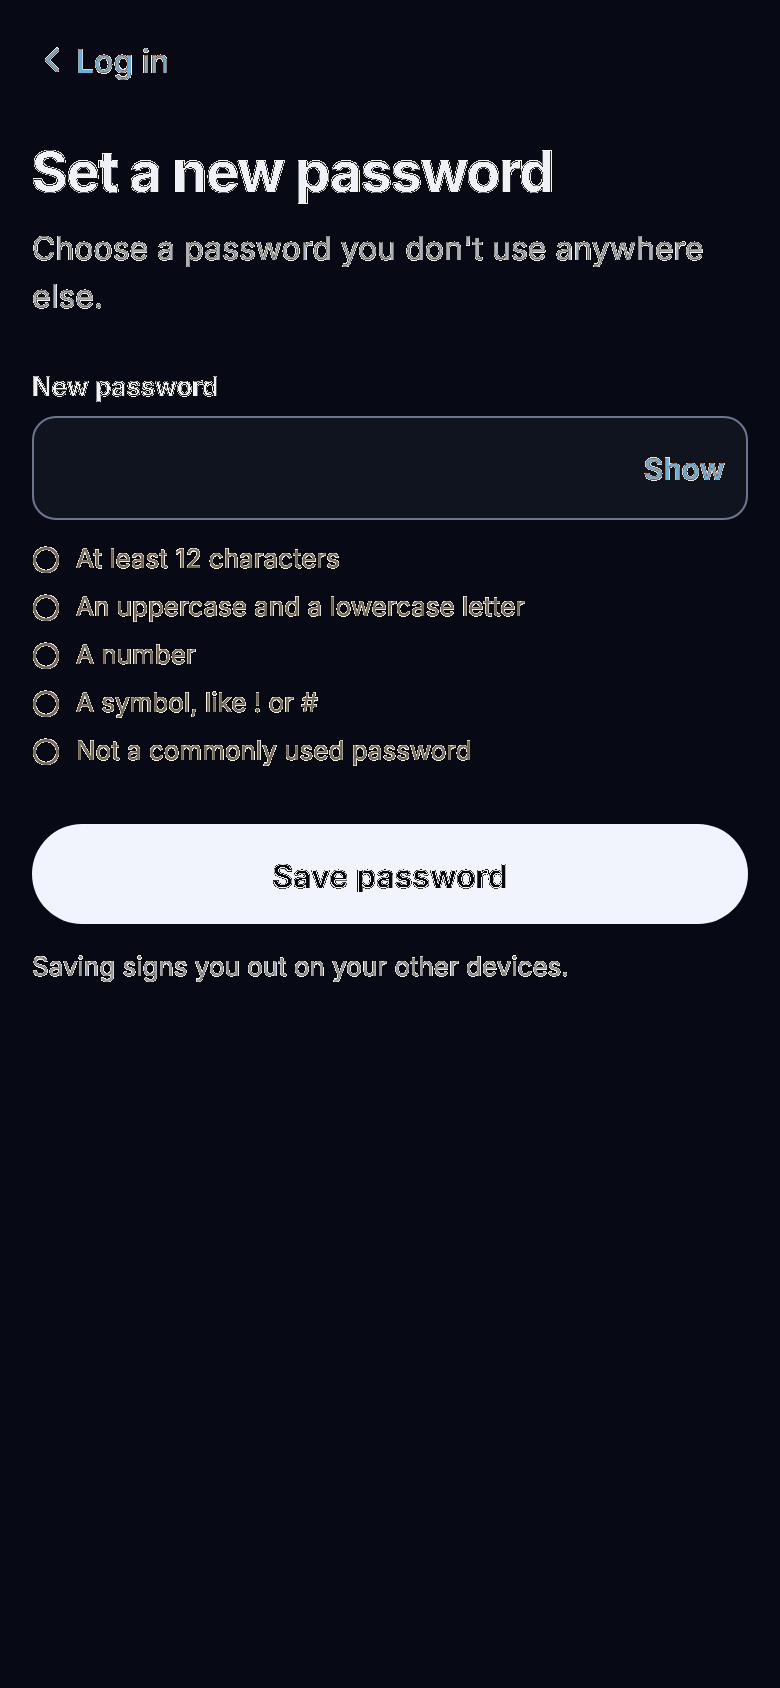 Log in
Set a new password
Choose a password you don't use anywhere
else.
New password
Show
At least 12 characters
An uppercase and a lowercase letter
A number
A symbol, like ! or #
Not a commonly used password
Save password
Saving signs you out on your other devices.